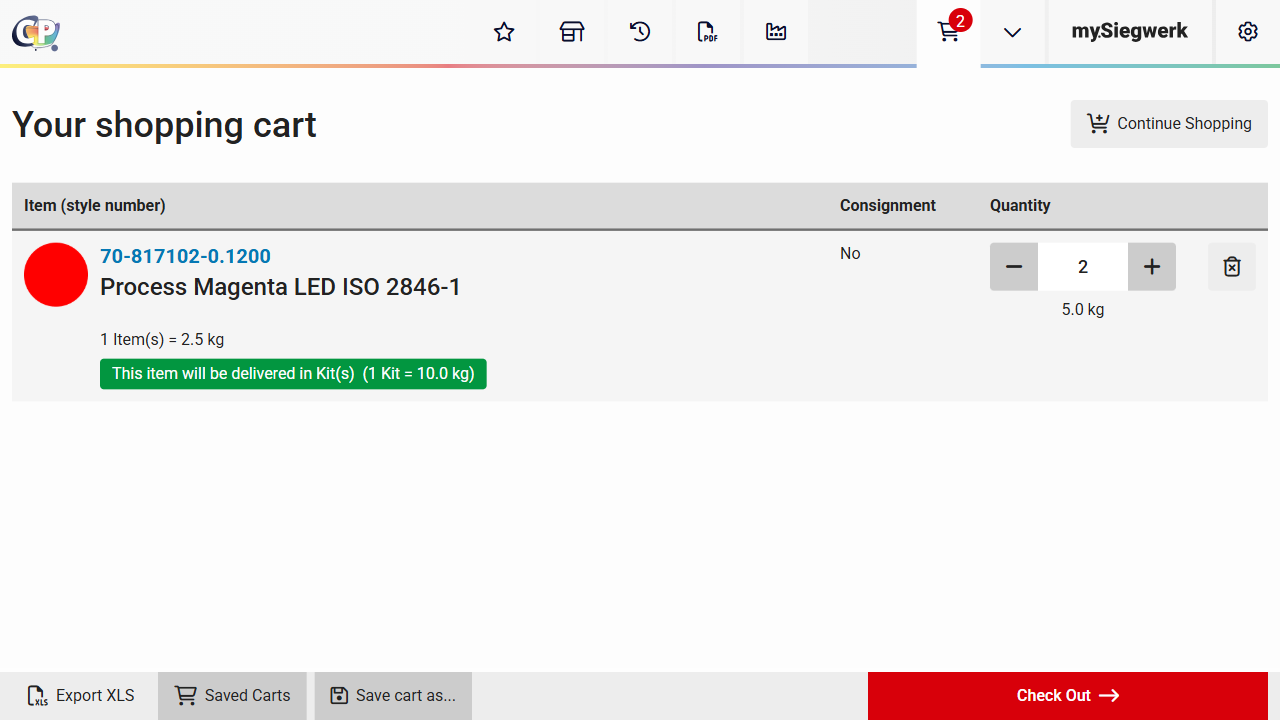 CP
PDF
2
mySiegwerk
Your shopping cart
Continue Shopping
Item (style number)
Consignment
Quantity
70-817102-0.1200
Process Magenta LED ISO 2846-1
No
2
5.0 kg
1 Item(s) = 2.5 kg
This item will be delivered in Kit(s) (1 Kit = 10.0 kg)
XLS
Export XLS
Saved Carts
Save cart as...
Check Out